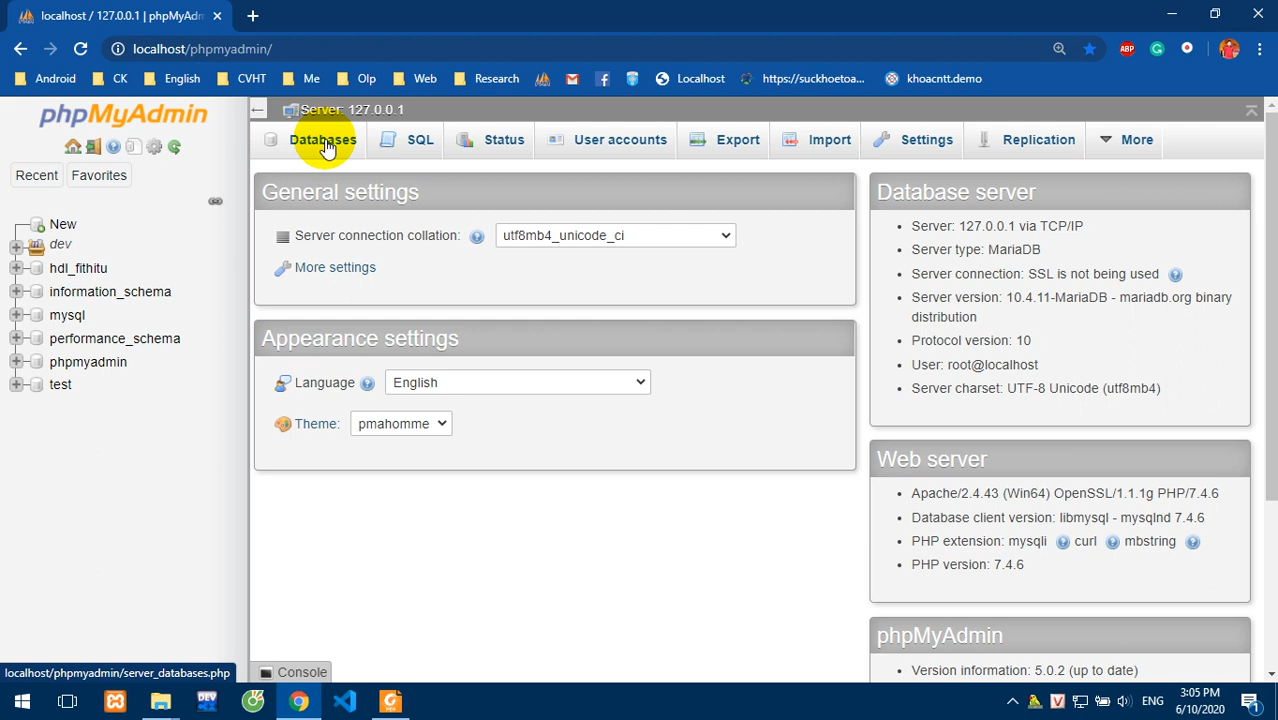 localhost / 127.0.0.1 | phpMyAdm
localhost/phpmyadmin/
ABP
Android
CK
English
CVHT
Me
Olp
Web
Research
Localhost
https://suckhoetoa...
khoacntt.demo
phpMyAdmin
Recent
Favorites
New
dev
hdl_fithitu
information_schema
mysql
performance_schema
phpmyadmin
test
Server: 127.0.0.1
Databases
SQL
Status
User accounts
Export
Import
Settings
Replication
More
General settings
Server connection collation:
utf8mb4_unicode_ci
More settings
Appearance settings
Language
English
Theme:
pmahomme
Database server
Server: 127.0.0.1 via TCP/IP
Server type: MariaDB
Server connection: SSL is not being used
Server version: 10.4.11-MariaDB - mariadb.org binary
distribution
Protocol version: 10
User: root@localhost
Server charset: UTF-8 Unicode (utf8mb4)
Web server
Apache/2.4.43 (Win64) OpenSSL/1.1.1g PHP/7.4.6
Database client version: libmysql - mysqlnd 7.4.6
PHP extension: mysqli curl mbstring
PHP version: 7.4.6
phpMyAdmin
Version information: 5.0.2 (up to date)
Console
localhost/phpmyadmin/server_databases.php
DEV
V
ENG
3:05 PM
6/10/2020
1